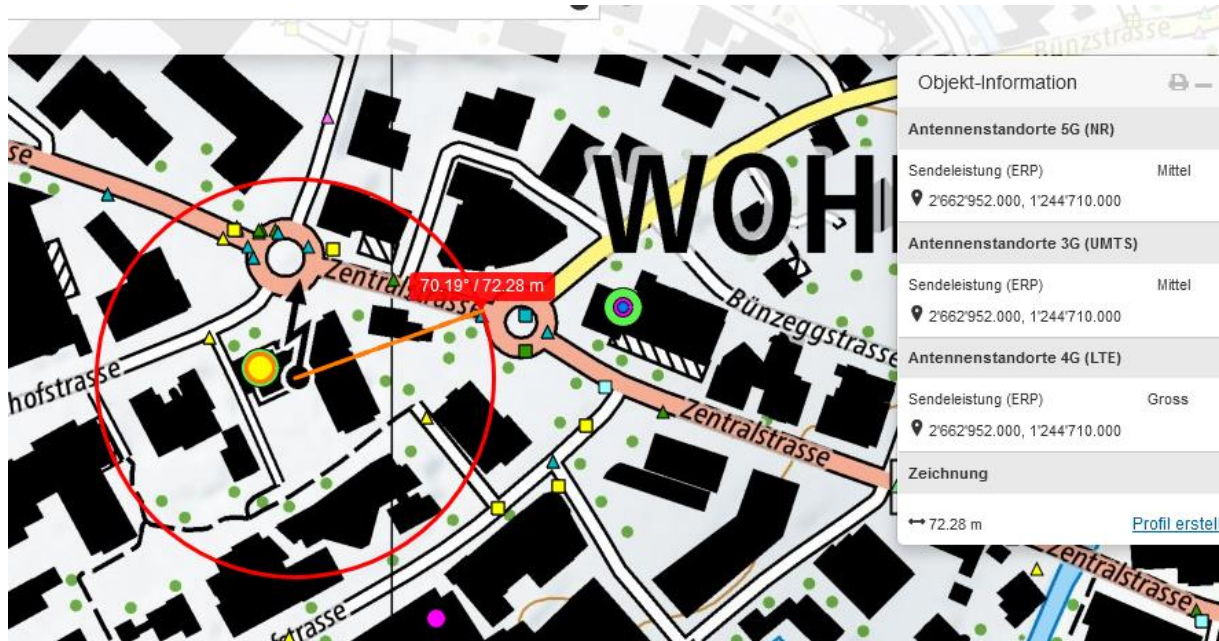 Bünzstrasse
Objekt-Information
Antennenstandorte 5G (NR)
Sendeleistung (ERP) Mittel
2'662'952.000, 1'244'710.000
Antennenstandorte 3G (UMTS)
Sendeleistung (ERP) Mittel
2'662'952.000, 1'244'710.000
Antennenstandorte 4G (LTE)
Sendeleistung (ERP) Gross
2'662'952.000, 1'244'710.000
Zeichnung
72.28 m Profil erstel
WOH
se
Zentralstrasse
70.19° / 72.28 m
Bünzeggstrasse
hofstrasse
Zentralstrasse
Zentralstrasse
fstrasse